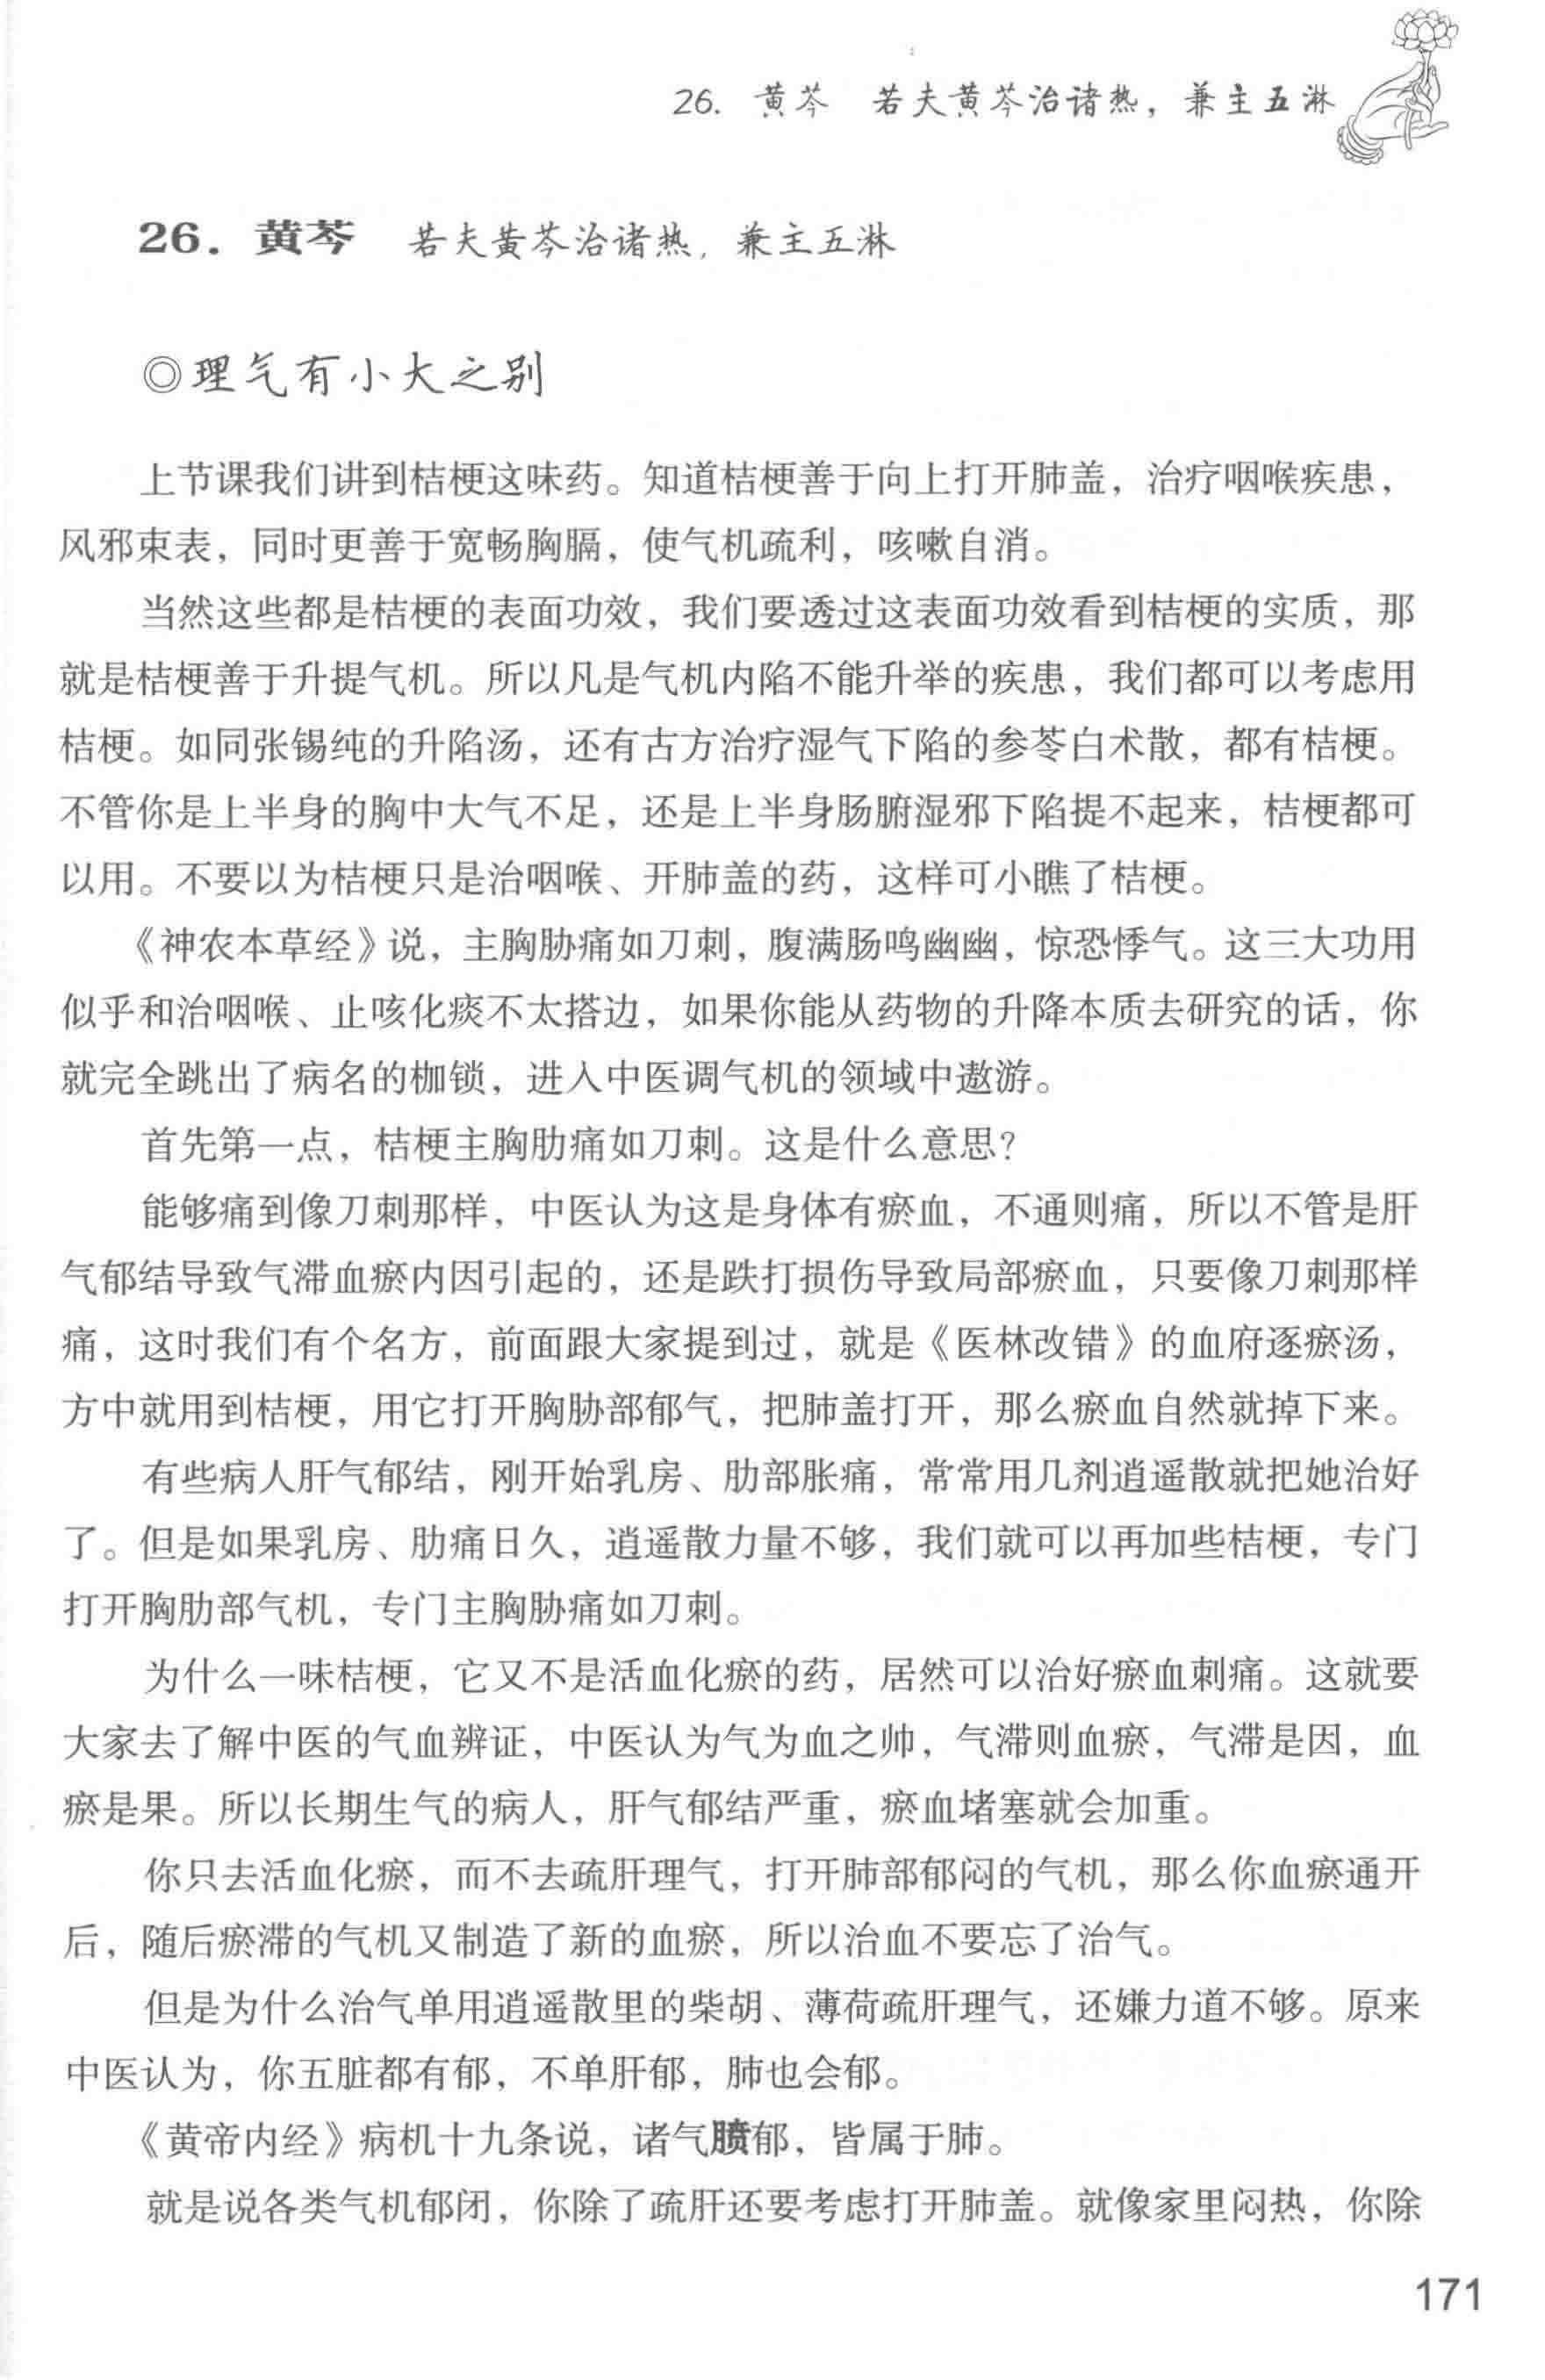 26. 黄芩 若夫黄芩治诸热，兼主五淋
26. 黄芩 若夫黄芩治诸热，兼主五淋
◎理气有小大之别
上节课我们讲到桔梗这味药。知道桔梗善于向上打开肺盖，治疗咽喉疾患，
风邪束表，同时更善于宽畅胸膈，使气机疏利，咳嗽自消。
当然这些都是桔梗的表面功效，我们要透过这表面功效看到桔梗的实质，那
就是桔梗善于升提气机。所以凡是气机内陷不能升举的疾患，我们都可以考虑用
桔梗。如同张锡纯的升陷汤，还有古方治疗湿气下陷的参苓白术散，都有桔梗。
不管你是上半身的胸中大气不足，还是上半身肠腑湿邪下陷提不起来，桔梗都可
以用。不要以为桔梗只是治咽喉、开肺盖的药，这样可小瞧了桔梗。
《神农本草经》说，主胸胁痛如刀刺，腹满肠鸣幽幽，惊恐悸气。这三大功用
似乎和治咽喉、止咳化痰不太搭边，如果你能从药物的升降本质去研究的话，你
就完全跳出了病名的枷锁，进入中医调气机的领域中遨游。
首先第一点，桔梗主胸肋痛如刀刺。这是什么意思？
能够痛到像刀刺那样，中医认为这是身体有瘀血，不通则痛，所以不管是肝
气郁结导致气滞血瘀内因引起的，还是跌打损伤导致局部瘀血，只要像刀刺那样
痛，这时我们有个名方，前面跟大家提到过，就是《医林改错》的血府逐瘀汤，
方中就用到桔梗，用它打开胸胁部郁气，把肺盖打开，那么瘀血自然就掉下来。
有些病人肝气郁结，刚开始乳房、肋部胀痛，常常用几剂逍遥散就把她治好
了。但是如果乳房、肋痛日久，逍遥散力量不够，我们就可以再加些桔梗，专门
打开胸肋部气机，专门主胸胁痛如刀刺。
为什么一味桔梗，它又不是活血化瘀的药，居然可以治好瘀血刺痛。这就要
大家去了解中医的气血辨证，中医认为气为血之帅，气滞则血瘀，气滞是因，血
瘀是果。所以长期生气的病人，肝气郁结严重，瘀血堵塞就会加重。
你只去活血化瘀，而不去疏肝理气，打开肺部郁闷的气机，那么你血瘀通开
后，随后瘀滞的气机又制造了新的血瘀，所以治血不要忘了治气。
但是为什么治气单用逍遥散里的柴胡、薄荷疏肝理气，还嫌力道不够。原来
中医认为，你五脏都有郁，不单肝郁，肺也会郁。
《黄帝内经》病机十九条说，诸气膹郁，皆属于肺。
就是说各类气机郁闭，你除了疏肝还要考虑打开肺盖。就像家里闷热，你除
171